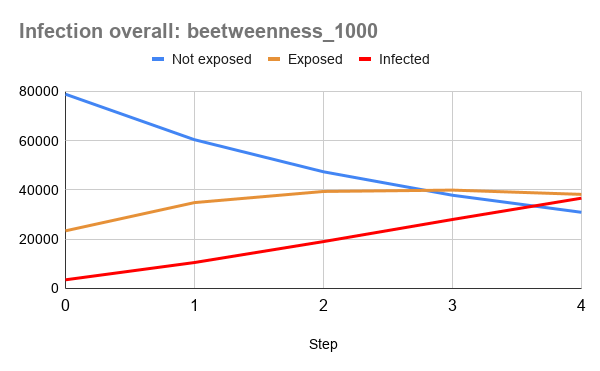 Infection overall: beetweenness_1000
Not exposed Exposed Infected
80000
60000
40000
20000
0
0 1 2 3 4
Step